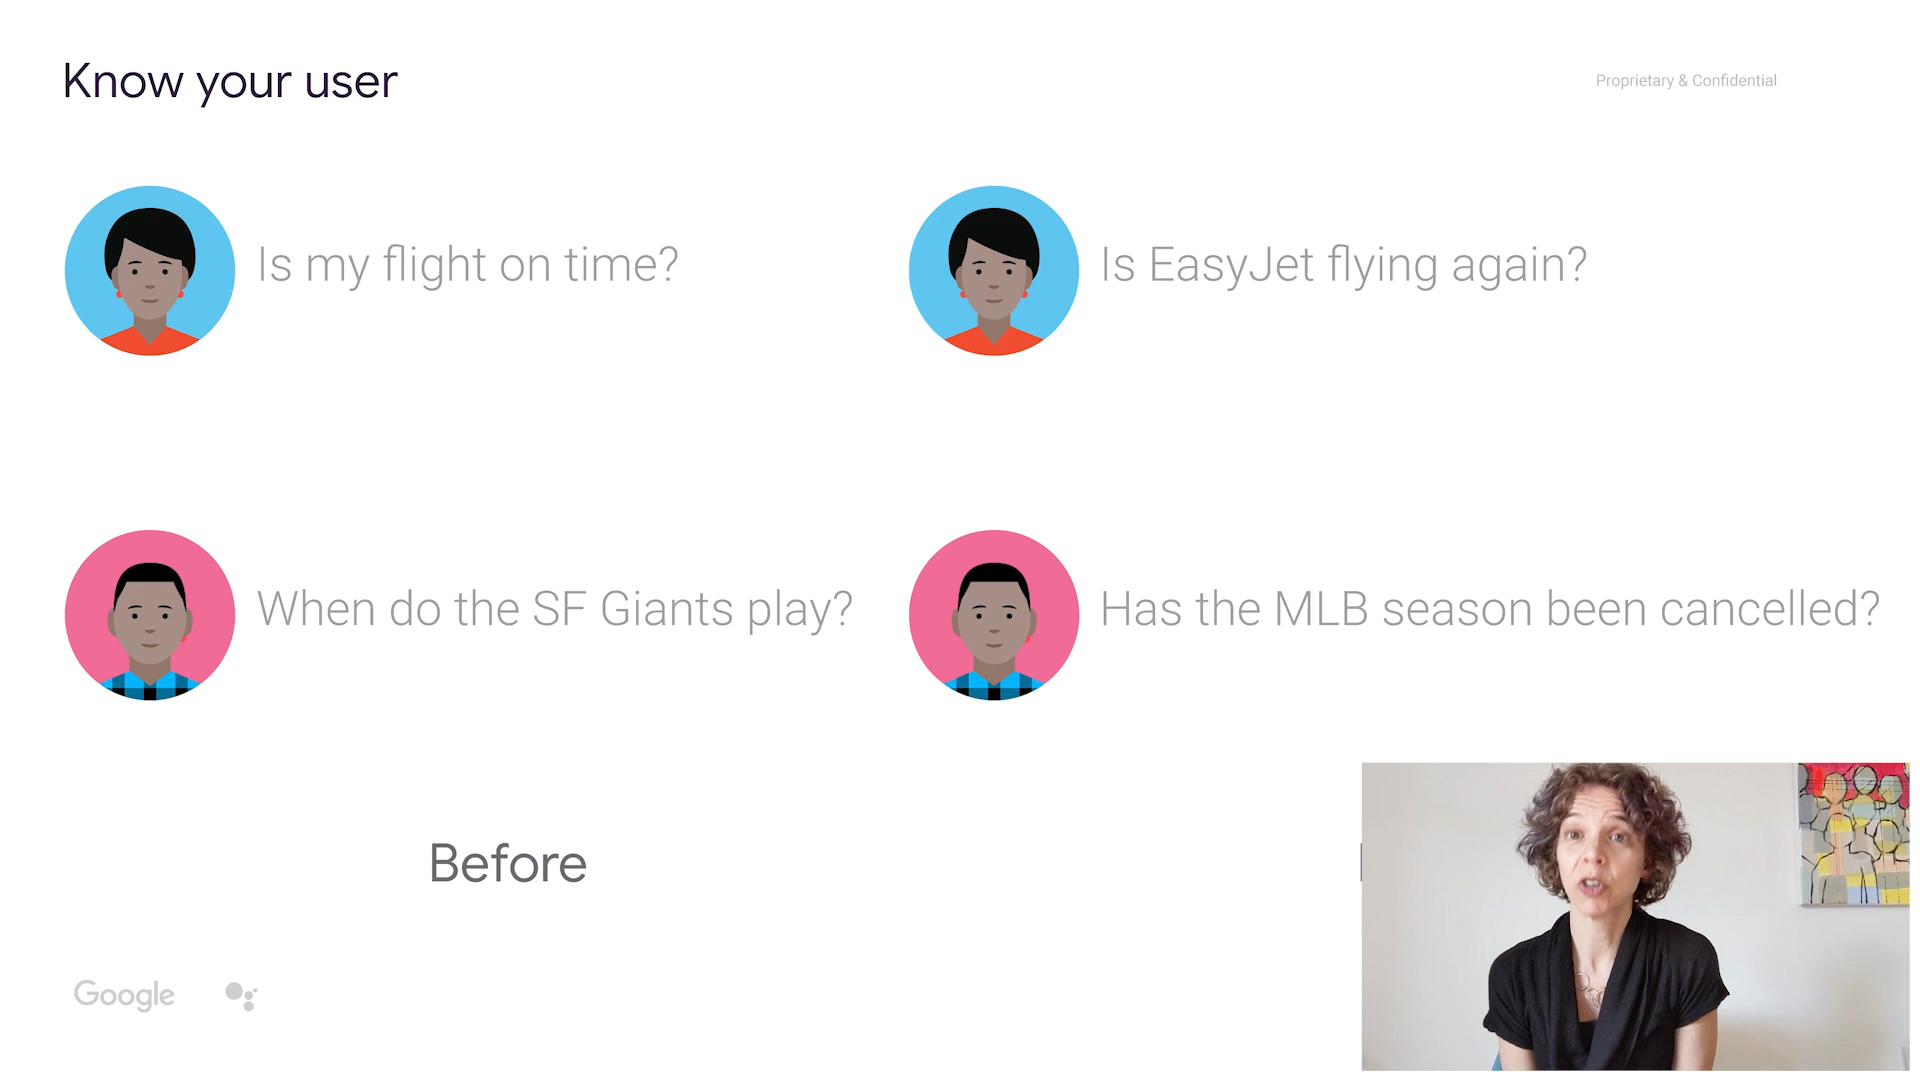 Know your user
Proprietary & Confidential
Is my flight on time?
Is EasyJet flying again?
When do the SF Giants play?
Has the MLB season been cancelled?
Before
Google